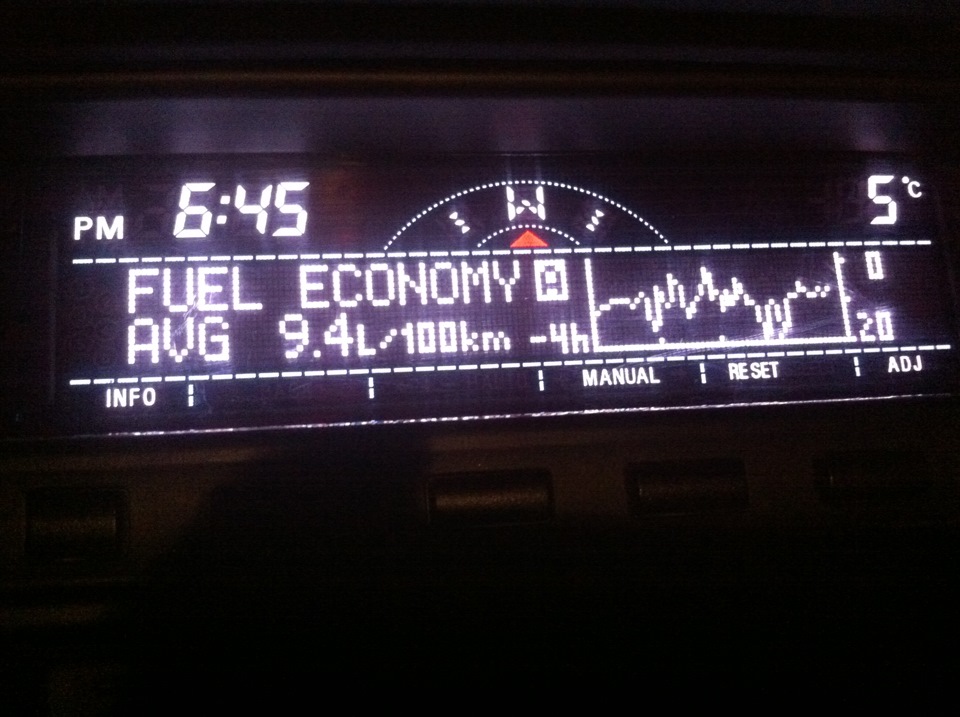 PM 6:45 W 5°C
FUEL ECONOMY A 0
AVG 9.4L/100km -4h 20
INFO MANUAL RESET ADJ